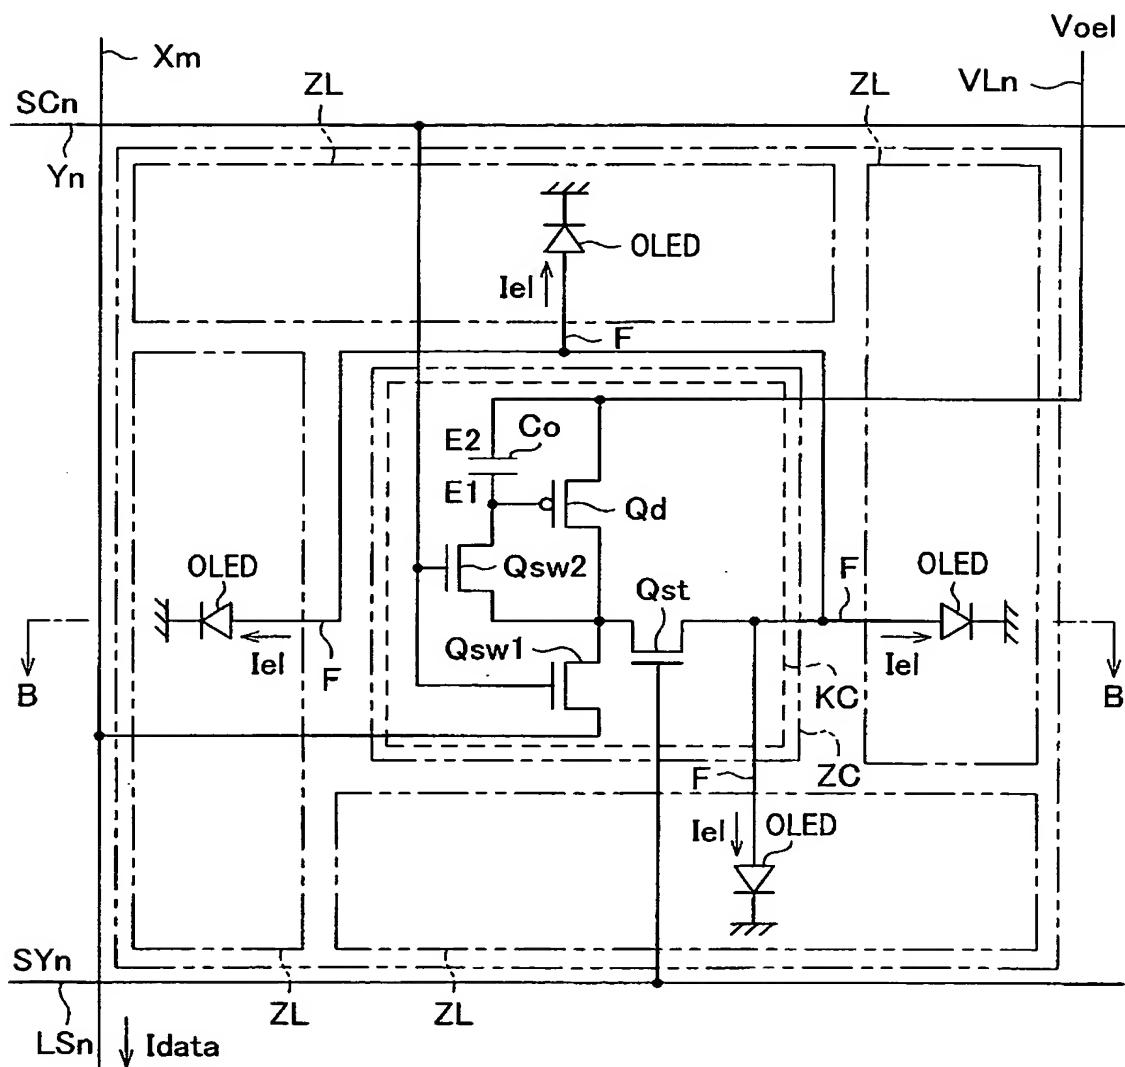 Voel
Xm
ZL
ZL
VLn
SCn
Yn
OLED
Iel
F
E2
Co
E1
Qd
OLED
Qsw2
Qst
F
OLED
Iel
F
Qsw1
Iel
B
B
KC
ZC
F
Iel
OLED
SYn
ZL
ZL
LSn
Idata